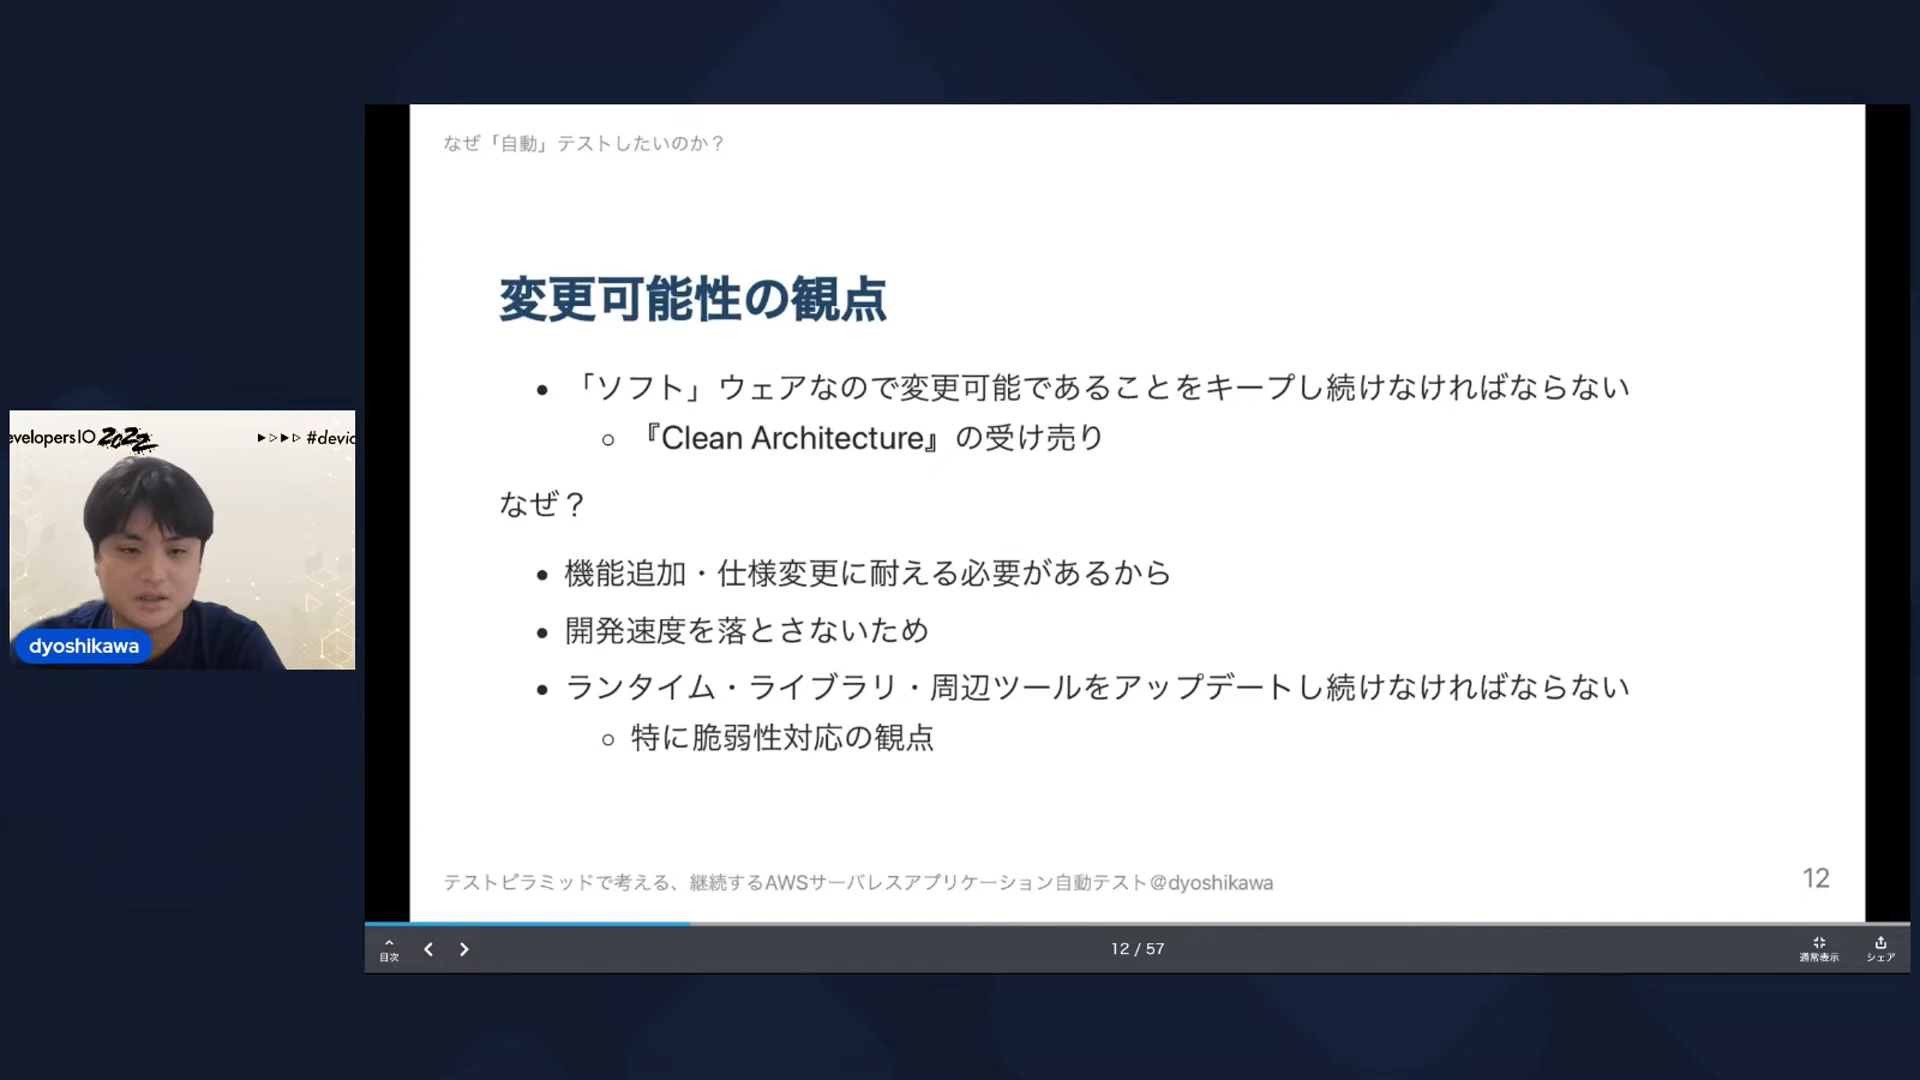 なぜ「自動」テストしたいのか？
変更可能性の観点
• 「ソフト」ウェアなので変更可能であることをキープし続けなければならない
○ 『Clean Architecture』の受け売り
なぜ？
• 機能追加・仕様変更に耐える必要があるから
• 開発速度を落とさないため
• ランタイム・ライブラリ・周辺ツールをアップデートし続けなければならない
○ 特に脆弱性対応の観点
テストピラミッドで考える、継続するAWSサーバレスアプリケーション自動テスト@dyoshikawa
12
目次
12 / 57
通常表示
シェア
evelopersIO 2022
#devio
dyoshikawa